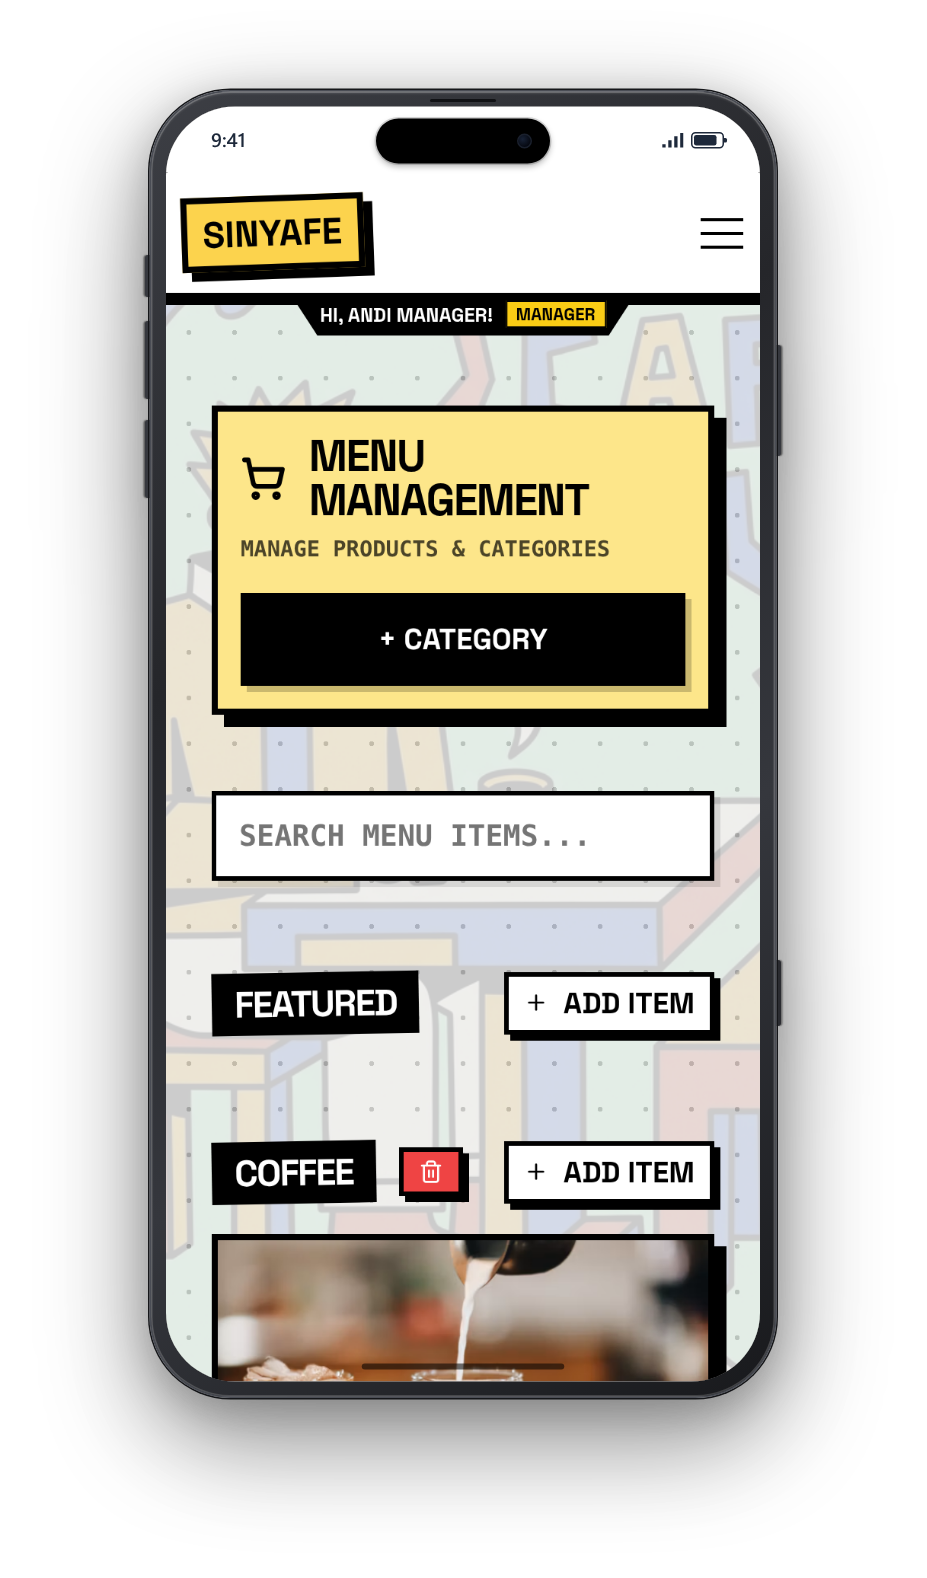 9:41
SINYAFE
HI, ANDI MANAGER! MANAGER
MENU
MANAGEMENT
MANAGE PRODUCTS & CATEGORIES
+ CATEGORY
SEARCH MENU ITEMS...
FEATURED
+ ADD ITEM
COFFEE
+ ADD ITEM